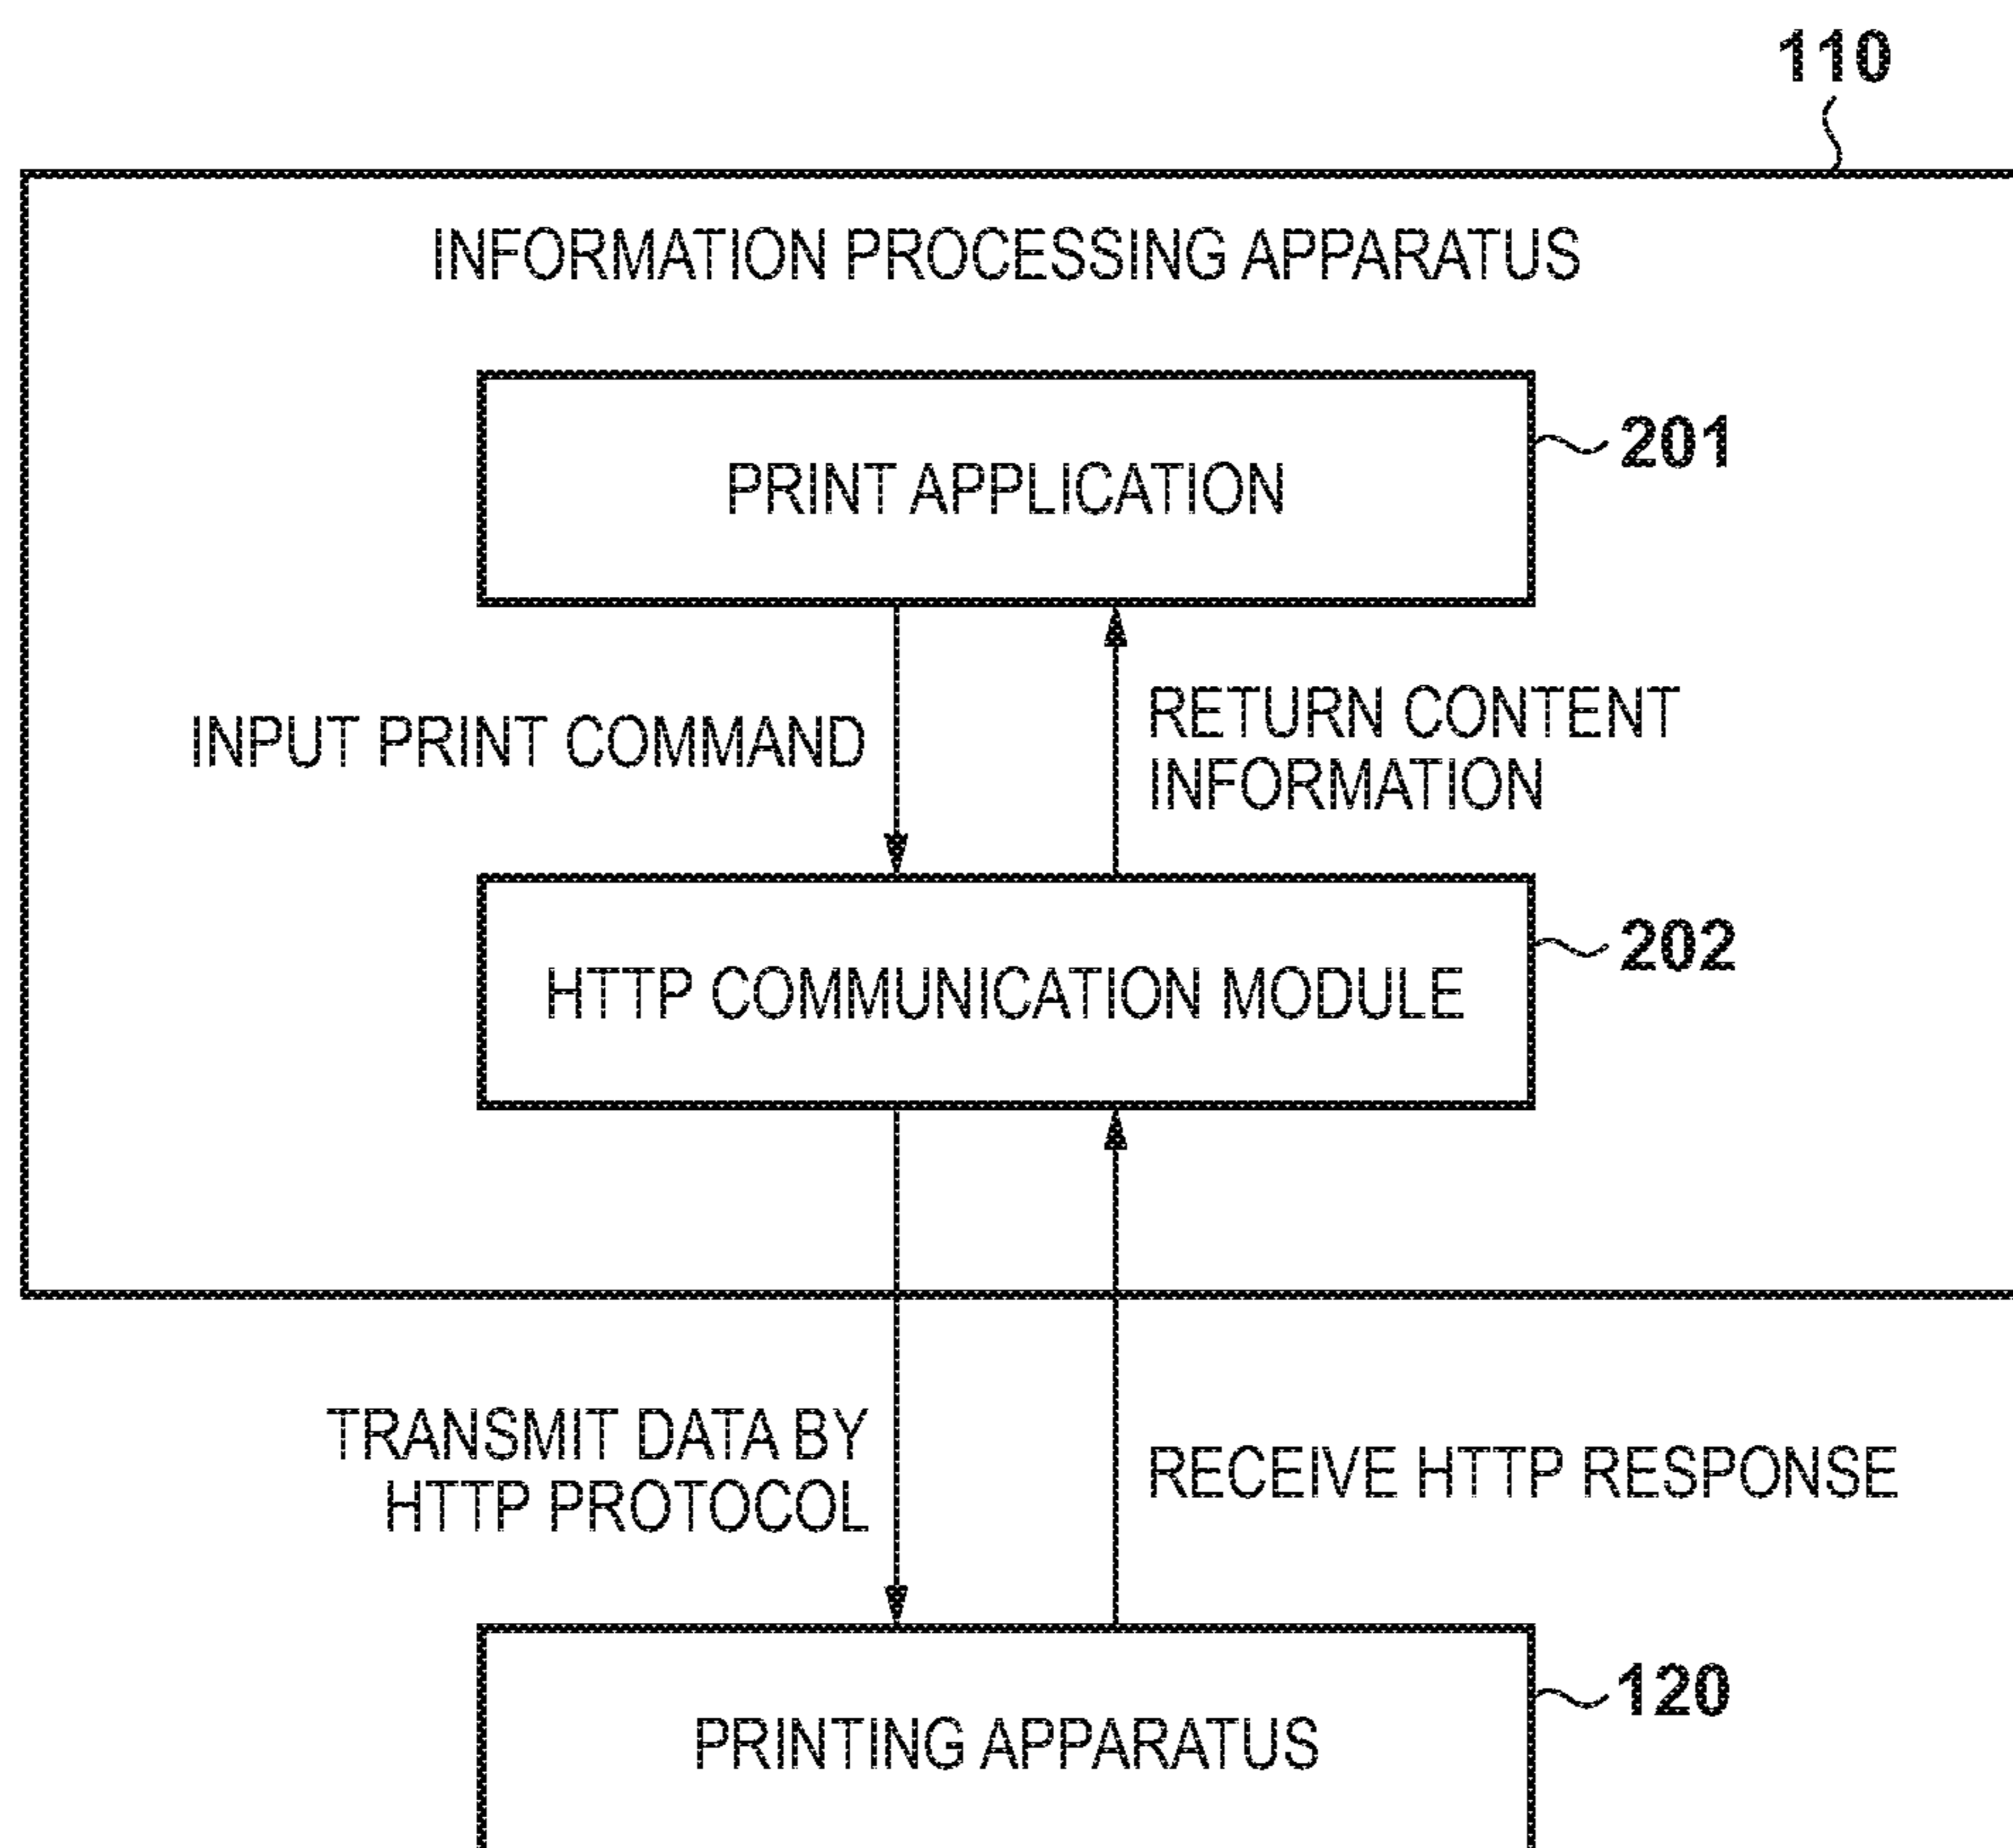 110
INFORMATION PROCESSING APPARATUS
PRINT APPLICATION
201
INPUT PRINT COMMAND
RETURN CONTENT
INFORMATION
HTTP COMMUNICATION MODULE
202
TRANSMIT DATA BY
HTTP PROTOCOL
RECEIVE HTTP RESPONSE
PRINTING APPARATUS
120